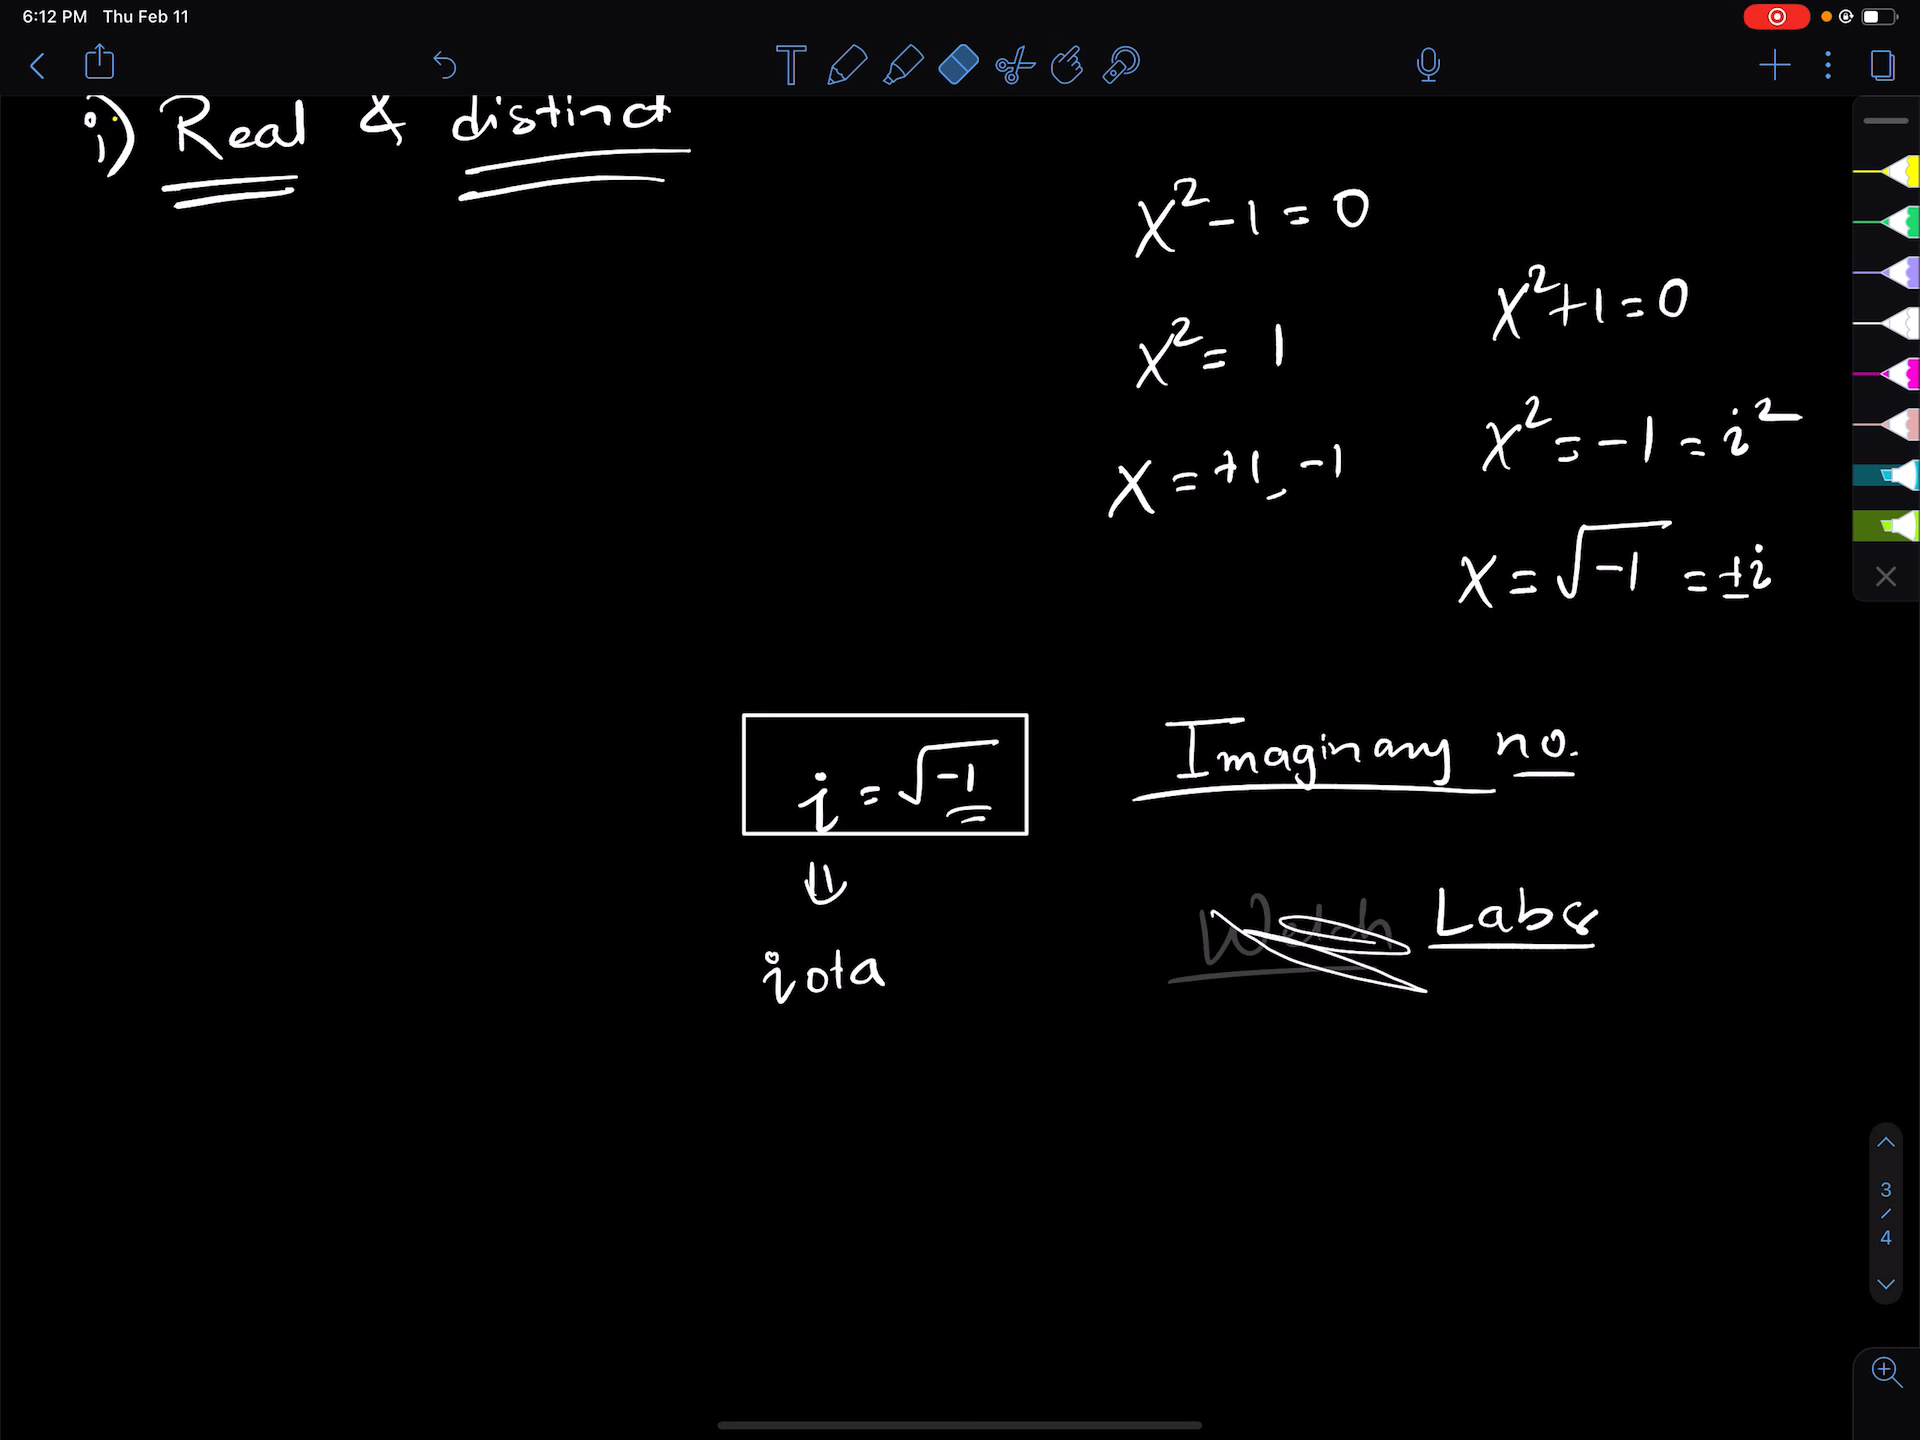 6:12 PM Thu Feb 11
i) Real & distinct
x²-1=0
x²= 1
x=+1,-1
x²+1=0
x²=-1=i²
x=√-1 =±i
i=√-1
⇓
iota
Imaginary no.
Labs
3
/
4